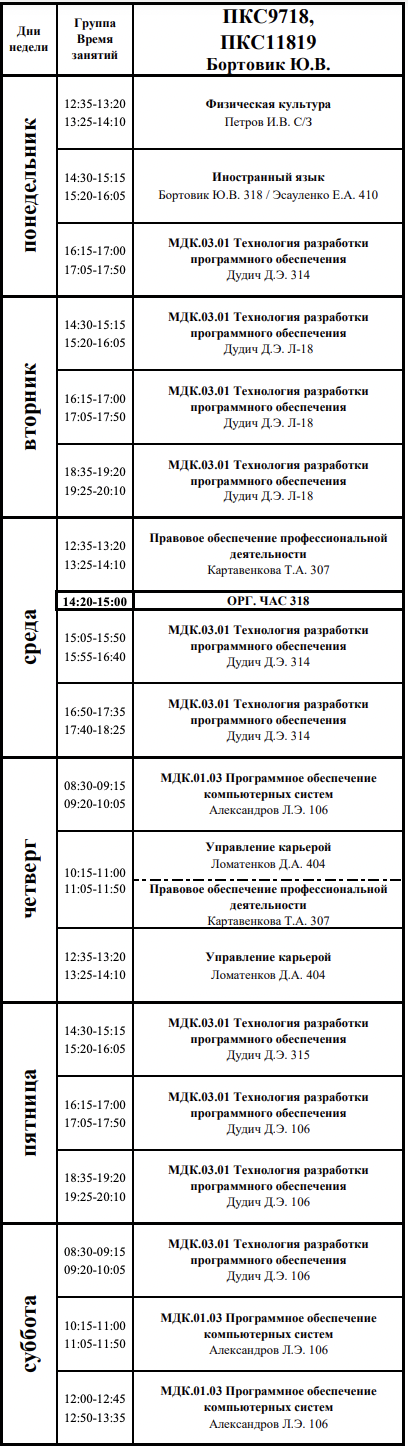 Дни
недели
Группа
Время
занятий
ПКС9718,
ПКС11819
Бортовик Ю.В.
понедельник
12:35-13:20
13:25-14:10
Физическая культура
Петров И.В. С/З
14:30-15:15
15:20-16:05
Иностранный язык
Бортовик Ю.В. 318 / Эсауленко Е.А. 410
16:15-17:00
17:05-17:50
МДК.03.01 Технология разработки
программного обеспечения
Дудич Д.Э. 314
вторник
14:30-15:15
15:20-16:05
МДК.03.01 Технология разработки
программного обеспечения
Дудич Д.Э. Л-18
16:15-17:00
17:05-17:50
МДК.03.01 Технология разработки
программного обеспечения
Дудич Д.Э. Л-18
18:35-19:20
19:25-20:10
МДК.03.01 Технология разработки
программного обеспечения
Дудич Д.Э. Л-18
среда
12:35-13:20
13:25-14:10
Правовое обеспечение профессиональной
деятельности
Картавенкова Т.А. 307
14:20-15:00
ОРГ. ЧАС 318
15:05-15:50
15:55-16:40
МДК.03.01 Технология разработки
программного обеспечения
Дудич Д.Э. 314
16:50-17:35
17:40-18:25
МДК.03.01 Технология разработки
программного обеспечения
Дудич Д.Э. 314
четверг
08:30-09:15
09:20-10:05
МДК.01.03 Программное обеспечение
компьютерных систем
Александров Л.Э. 106
10:15-11:00
11:05-11:50
Управление карьерой
Ломатенков Д.А. 404
Правовое обеспечение профессиональной
деятельности
Картавенкова Т.А. 307
12:35-13:20
13:25-14:10
Управление карьерой
Ломатенков Д.А. 404
пятница
14:30-15:15
15:20-16:05
МДК.03.01 Технология разработки
программного обеспечения
Дудич Д.Э. 315
16:15-17:00
17:05-17:50
МДК.03.01 Технология разработки
программного обеспечения
Дудич Д.Э. 106
18:35-19:20
19:25-20:10
МДК.03.01 Технология разработки
программного обеспечения
Дудич Д.Э. 106
суббота
08:30-09:15
09:20-10:05
МДК.03.01 Технология разработки
программного обеспечения
Дудич Д.Э. 106
10:15-11:00
11:05-11:50
МДК.01.03 Программное обеспечение
компьютерных систем
Александров Л.Э. 106
12:00-12:45
12:50-13:35
МДК.01.03 Программное обеспечение
компьютерных систем
Александров Л.Э. 106